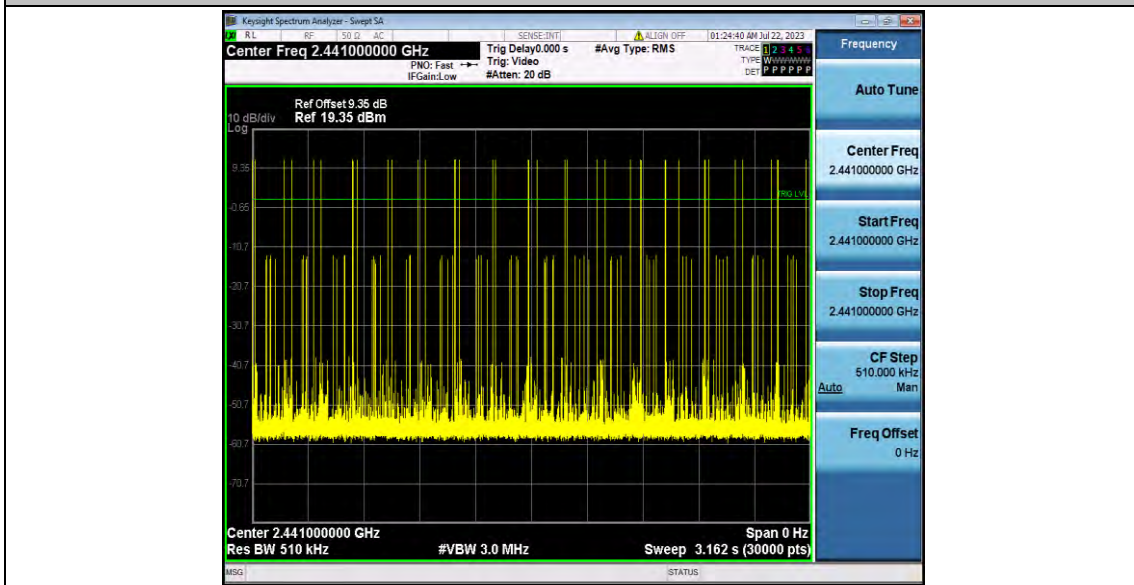 Keysight Spectrum Analyzer - Swept SA
RL RF 50 Ω AC SENSE:INT ALIGN OFF 01:24:40 AM Jul 22, 2023
Center Freq 2.441000000 GHz
PNO: Fast
IFGain:Low
Trig Delay0.000 s
Trig: Video
#Atten: 20 dB
#Avg Type: RMS
TRACE 1 2 3 4 5 6
TYPE WWWWWW
DET P P P P P P
Ref Offset 9.35 dB
10 dB/div Ref 19.35 dBm
Log
9.35
TRIG LVL
-0.65
-10.7
-20.7
-30.7
-40.7
-50.7
-60.7
-70.7
Center 2.441000000 GHz Span 0 Hz
Res BW 510 kHz #VBW 3.0 MHz Sweep 3.162 s (30000 pts)
MSG STATUS
Frequency
Auto Tune
Center Freq
2.441000000 GHz
Start Freq
2.441000000 GHz
Stop Freq
2.441000000 GHz
CF Step
510.000 kHz
Auto Man
Freq Offset
0 Hz